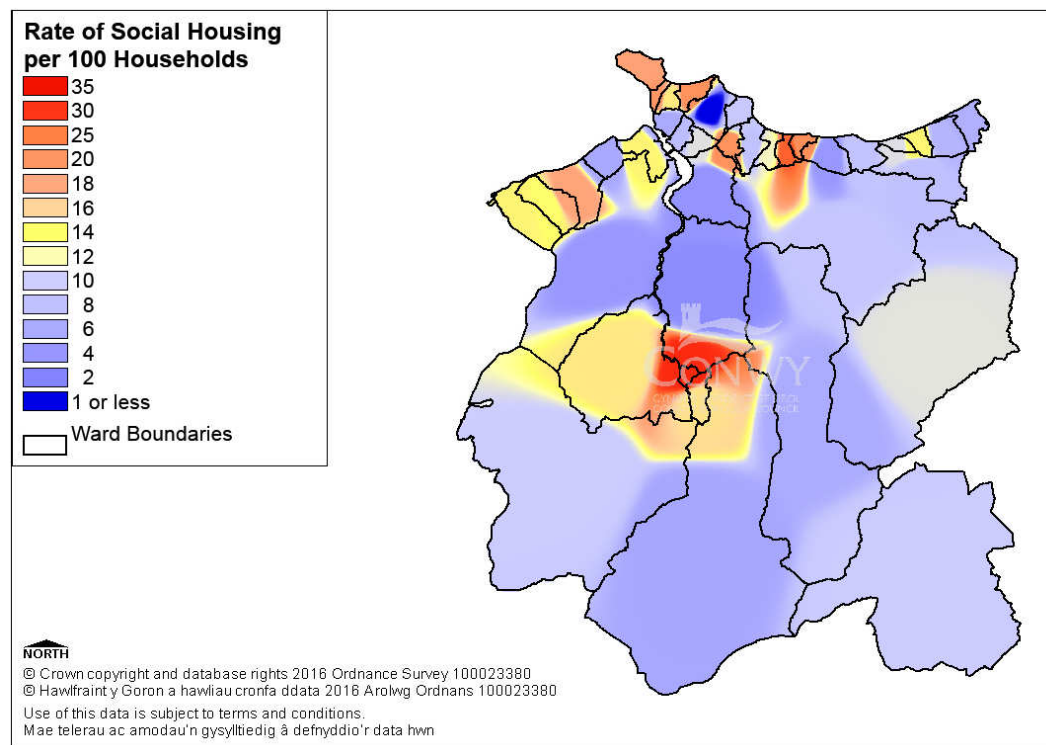 Rate of Social Housing
per 100 Households
35
30
25
20
18
16
14
12
10
8
6
4
2
1 or less
Ward Boundaries
CONWY
NORTH
© Crown copyright and database rights 2016 Ordnance Survey 100023380
© Hawlfraint y Goron a hawliau cronfa ddata 2016 Arolwg Ordnans 100023380
Use of this data is subject to terms and conditions.
Mae telerau ac amodau'n gysylltiedig â defnyddio'r data hwn